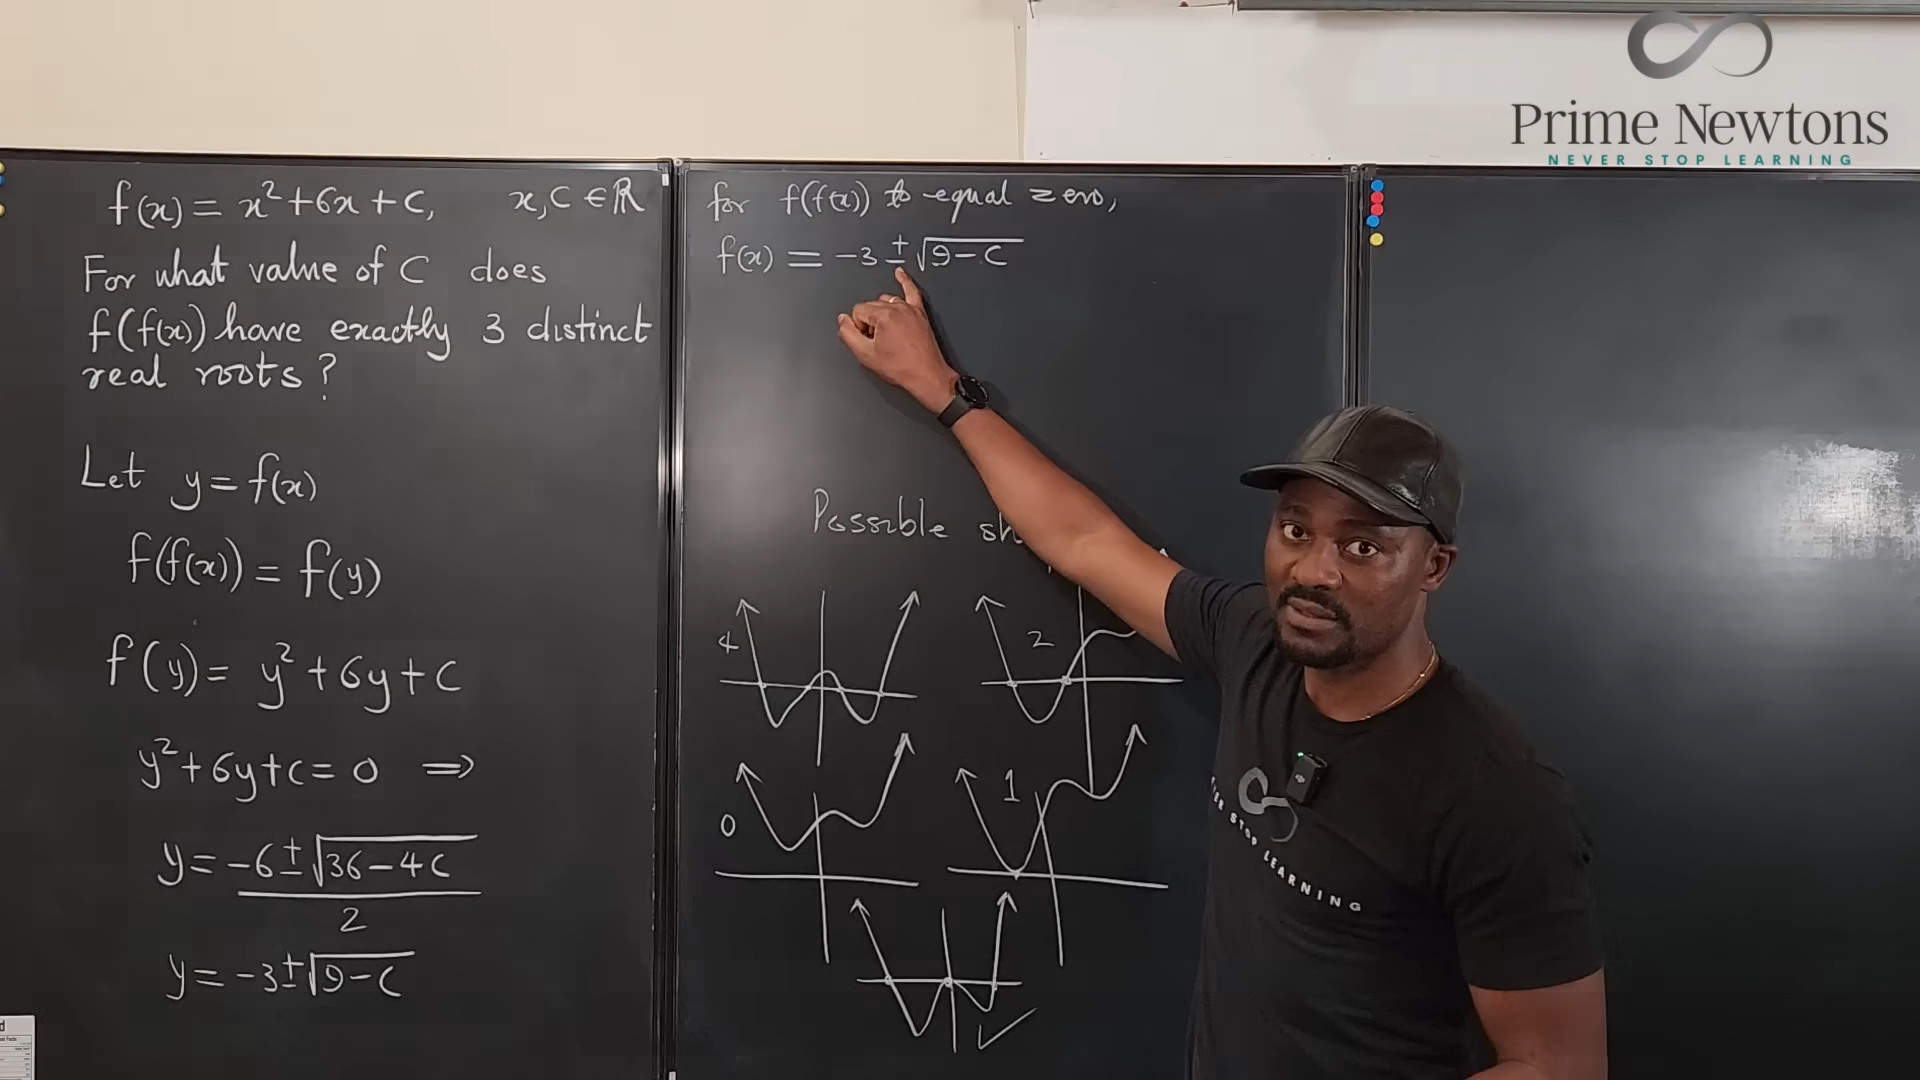 Prime Newtons
NEVER STOP LEARNING
f(x) = x²+6x+C, x,C ∈ ℝ
For what value of C does
f(f(x)) have exactly 3 distinct
real roots?
Let y = f(x)
f(f(x)) = f(y)
f(y) = y²+6y+C
y²+6y+c = 0 ⇒
y = (-6±√(36-4C))/2
y = -3±√(9-C)
for f(f(x)) to equal zero,
f(x) = -3±√(9-C)
Possible
4
2
0
1
STOP LEARNING